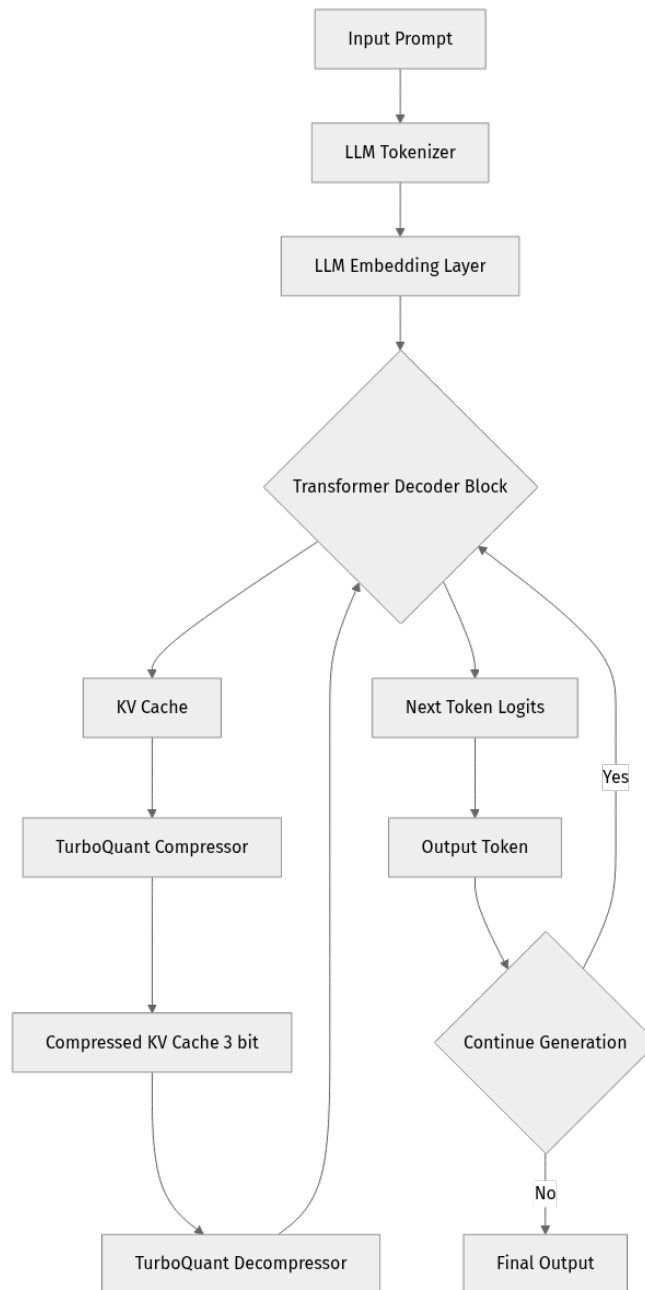 Input Prompt
LLM Tokenizer
LLM Embedding Layer
Transformer Decoder Block
KV Cache
Next Token Logits
Yes
TurboQuant Compressor
Output Token
Compressed KV Cache 3 bit
Continue Generation
No
TurboQuant Decompressor
Final Output